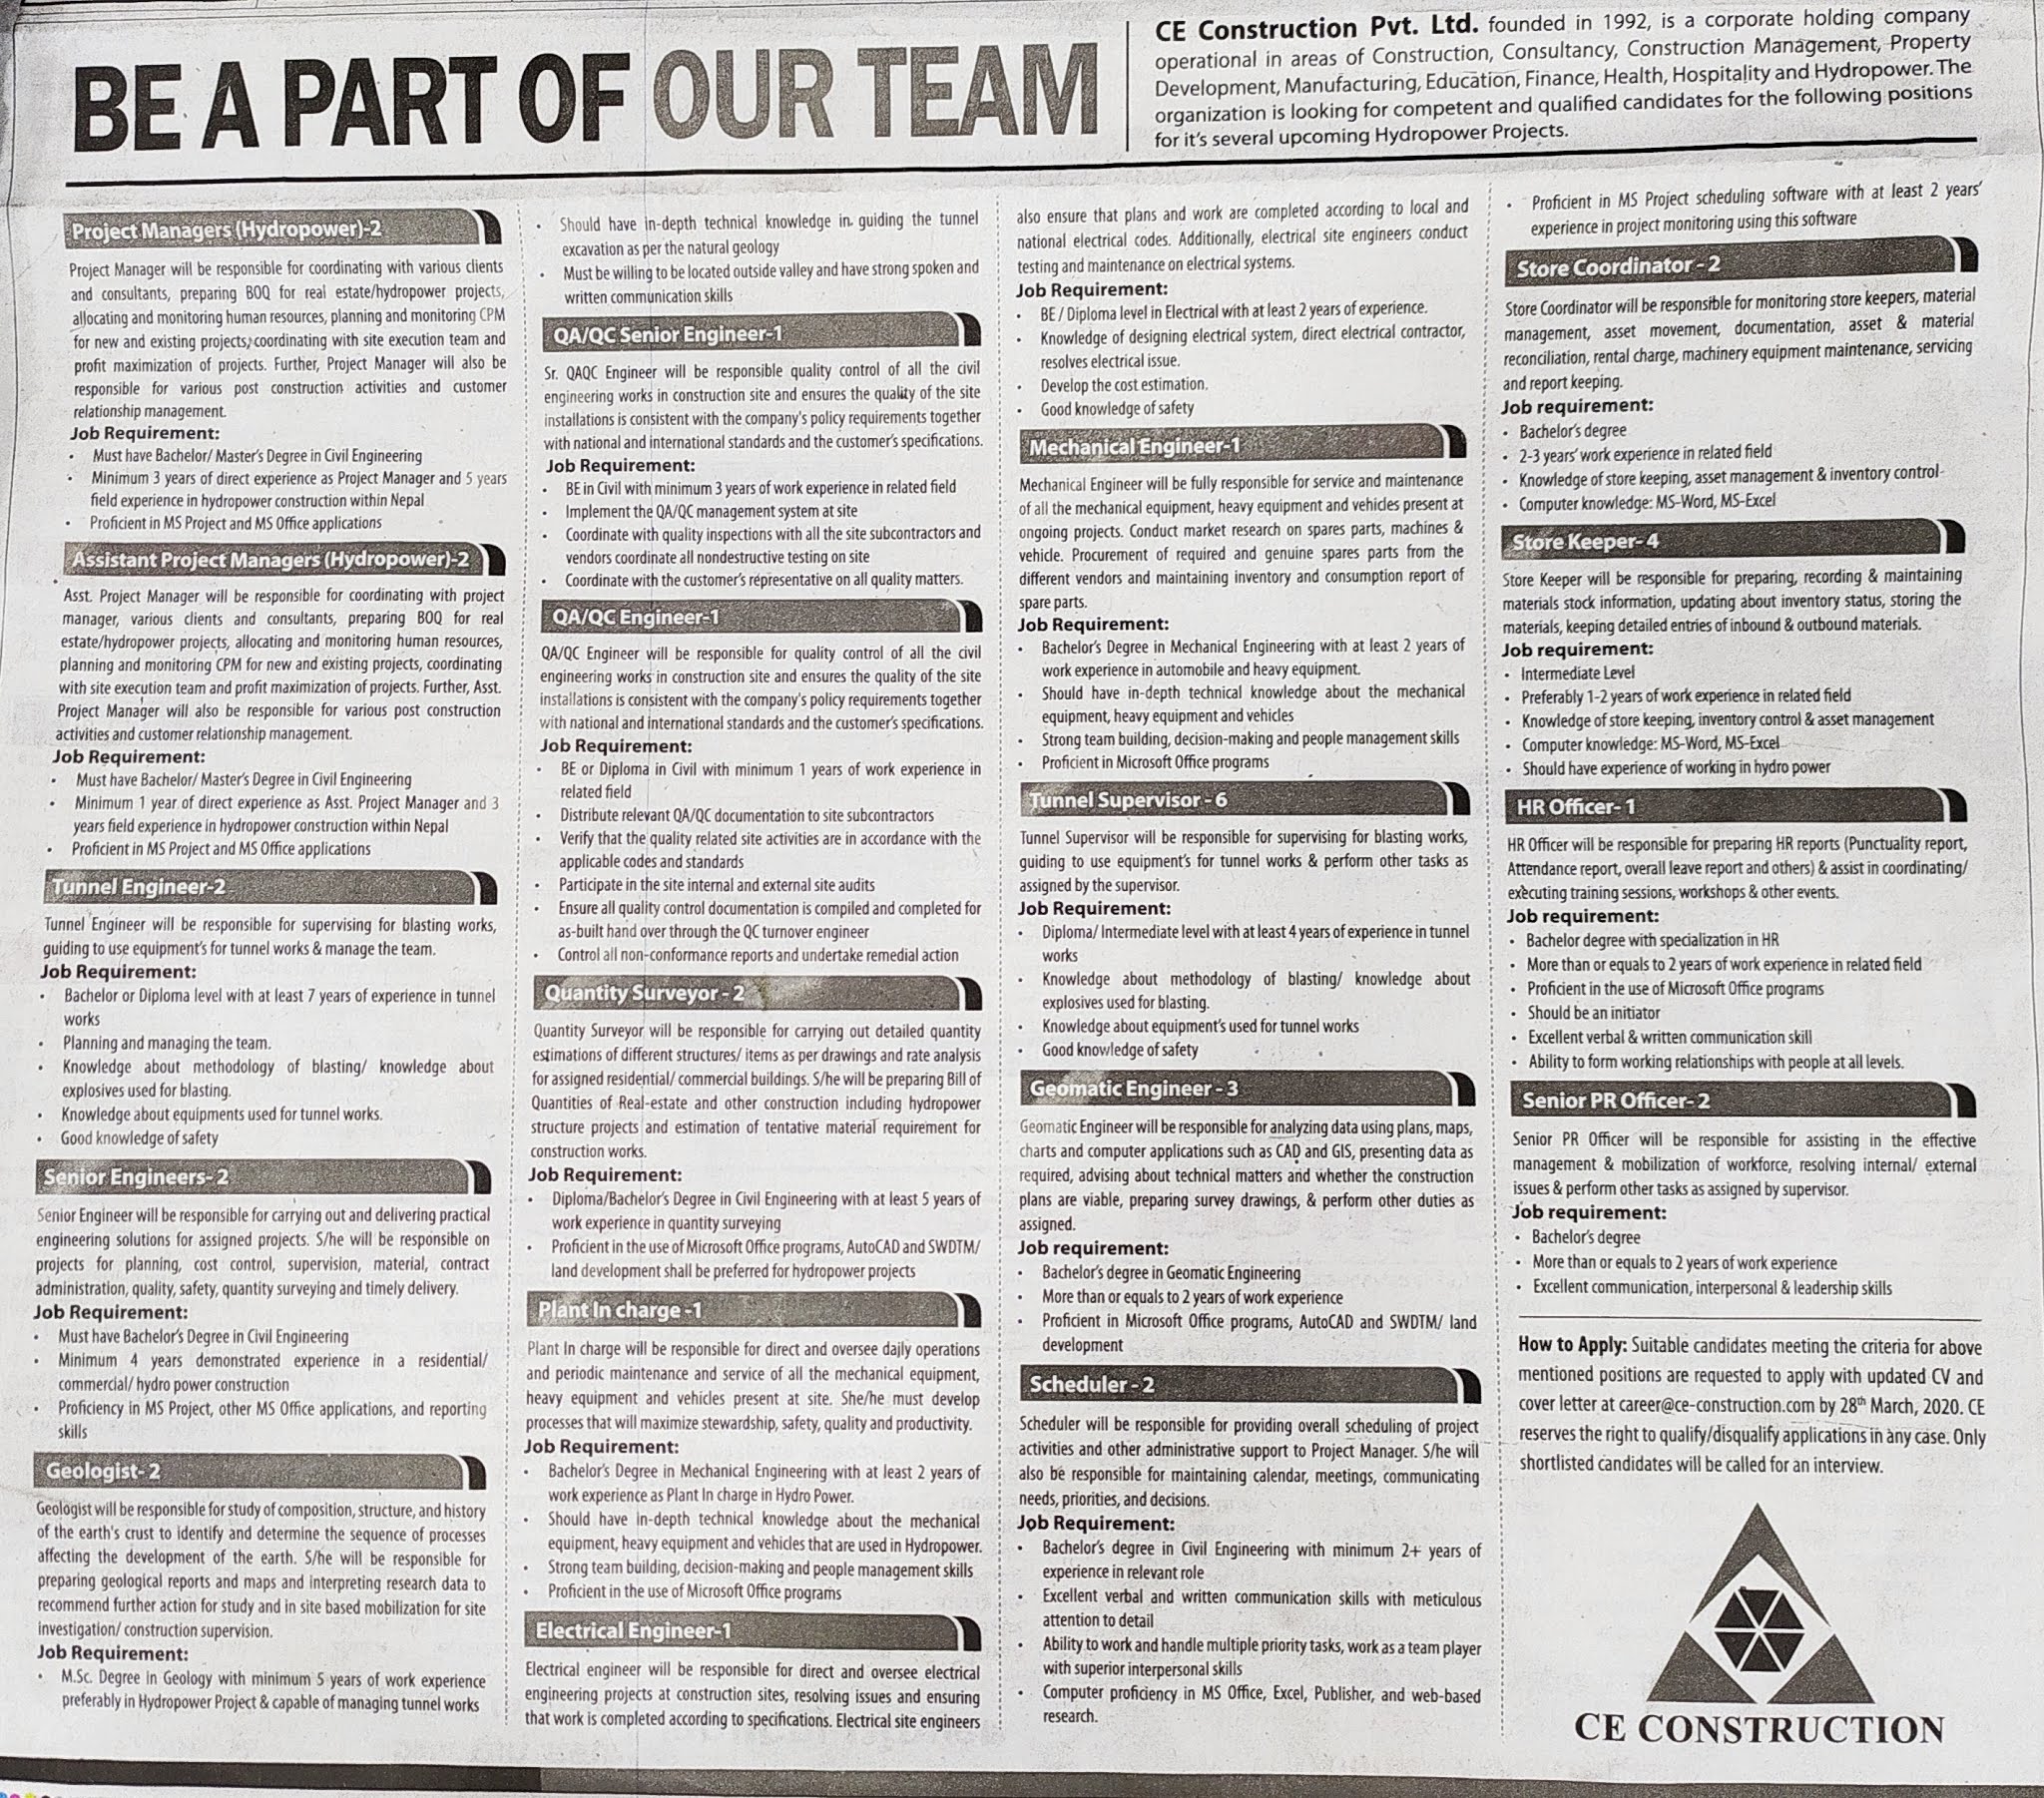 BE A PART OF OUR TEAM
CE Construction Pvt. Ltd. founded in 1992, is a corporate holding company
operational in areas of Construction, Consultancy, Construction Management, Property
Development, Manufacturing, Education, Finance, Health, Hospitality and Hydropower. The
organization is looking for competent and qualified candidates for the following positions
for it's several upcoming Hydropower Projects.
Project Managers (Hydropower)-2
Project Manager will be responsible for coordinating with various clients
and consultants, preparing BOQ for real estate/hydropower projects,
allocating and monitoring human resources, planning and monitoring CPM
for new and existing projects, coordinating with site execution team and
profit maximization of projects. Further, Project Manager will also be
responsible for various post construction activities and customer
relationship management.
Job Requirement:
• Must have Bachelor/ Master's Degree in Civil Engineering
• Minimum 3 years of direct experience as Project Manager and 5 years
field experience in hydropower construction within Nepal
• Proficient in MS Project and MS Office applications
Assistant Project Managers (Hydropower)-2
Asst. Project Manager will be responsible for coordinating with project
manager, various clients and consultants, preparing BOQ for real
estate/hydropower projects, allocating and monitoring human resources,
planning and monitoring CPM for new and existing projects, coordinating
with site execution team and profit maximization of projects. Further, Asst.
Project Manager will also be responsible for various post construction
activities and customer relationship management.
Job Requirement:
• Must have Bachelor/ Master's Degree in Civil Engineering
• Minimum 1 year of direct experience as Asst. Project Manager and 3
years field experience in hydropower construction within Nepal
• Proficient in MS Project and MS Office applications
Tunnel Engineer-2
Tunnel Engineer will be responsible for supervising for blasting works,
guiding to use equipment's for tunnel works & manage the team.
Job Requirement:
• Bachelor or Diploma level with at least 7 years of experience in tunnel
works
• Planning and managing the team.
• Knowledge about methodology of blasting/ knowledge about
explosives used for blasting.
• Knowledge about equipments used for tunnel works.
• Good knowledge of safety
Senior Engineers- 2
Senior Engineer will be responsible for carrying out and delivering practical
engineering solutions for assigned projects. S/he will be responsible on
projects for planning, cost control, supervision, material, contract
administration, quality, safety, quantity surveying and timely delivery.
Job Requirement:
• Must have Bachelor's Degree in Civil Engineering
• Minimum 4 years demonstrated experience in a residential/
commercial/ hydro power construction
• Proficiency in MS Project, other MS Office applications, and reporting
skills
Geologist- 2
Geologist will be responsible for study of composition, structure, and history
of the earth's crust to identify and determine the sequence of processes
affecting the development of the earth. S/he will be responsible for
preparing geological reports and maps and interpreting research data to
recommend further action for study and in site based mobilization for site
investigation/ construction supervision.
Job Requirement:
• M.Sc. Degree in Geology with minimum 5 years of work experience
preferably in Hydropower Project & capable of managing tunnel works
• Should have in-depth technical knowledge in guiding the tunnel
excavation as per the natural geology
• Must be willing to be located outside valley and have strong spoken and
written communication skills
QA/QC Senior Engineer-1
Sr. QAQC Engineer will be responsible quality control of all the civil
engineering works in construction site and ensures the quality of the site
installations is consistent with the company's policy requirements together
with national and international standards and the customer's specifications.
Job Requirement:
• BE in Civil with minimum 3 years of work experience in related field
• Implement the QA/QC management system at site
• Coordinate with quality inspections with all the site subcontractors and
vendors coordinate all nondestructive testing on site
• Coordinate with the customer's representative on all quality matters.
QA/QC Engineer-1
QA/QC Engineer will be responsible for quality control of all the civil
engineering works in construction site and ensures the quality of the site
installations is consistent with the company's policy requirements together
with national and international standards and the customer's specifications.
Job Requirement:
• BE or Diploma in Civil with minimum 1 years of work experience in
related field
• Distribute relevant QA/QC documentation to site subcontractors
• Verify that the quality related site activities are in accordance with the
applicable codes and standards
• Participate in the site internal and external site audits
• Ensure all quality control documentation is compiled and completed for
as-built hand over through the QC turnover engineer
• Control all non-conformance reports and undertake remedial action
Quantity Surveyor - 2
Quantity Surveyor will be responsible for carrying out detailed quantity
estimations of different structures/ items as per drawings and rate analysis
for assigned residential/ commercial buildings. S/he will be preparing Bill of
Quantities of Real-estate and other construction including hydropower
structure projects and estimation of tentative material requirement for
construction works.
Job Requirement:
• Diploma/Bachelor's Degree in Civil Engineering with at least 5 years of
work experience in quantity surveying
• Proficient in the use of Microsoft Office programs, AutoCAD and SWDTM/
land development shall be preferred for hydropower projects
Plant In charge -1
Plant In charge will be responsible for direct and oversee daily operations
and periodic maintenance and service of all the mechanical equipment,
heavy equipment and vehicles present at site. She/he must develop
processes that will maximize stewardship, safety, quality and productivity.
Job Requirement:
• Bachelor's Degree in Mechanical Engineering with at least 2 years of
work experience as Plant In charge in Hydro Power.
• Should have in-depth technical knowledge about the mechanical
equipment, heavy equipment and vehicles that are used in Hydropower.
• Strong team building, decision-making and people management skills
• Proficient in the use of Microsoft Office programs
Electrical Engineer-1
Electrical engineer will be responsible for direct and oversee electrical
engineering projects at construction sites, resolving issues and ensuring
that work is completed according to specifications. Electrical site engineers
also ensure that plans and work are completed according to local and
national electrical codes. Additionally, electrical site engineers conduct
testing and maintenance on electrical systems.
Job Requirement:
• BE / Diploma level in Electrical with at least 2 years of experience.
• Knowledge of designing electrical system, direct electrical contractor,
resolves electrical issue.
• Develop the cost estimation.
• Good knowledge of safety
Mechanical Engineer-1
Mechanical Engineer will be fully responsible for service and maintenance
of all the mechanical equipment, heavy equipment and vehicles present at
ongoing projects. Conduct market research on spares parts, machines &
vehicle. Procurement of required and genuine spares parts from the
different vendors and maintaining inventory and consumption report of
spare parts.
Job Requirement:
• Bachelor's Degree in Mechanical Engineering with at least 2 years of
work experience in automobile and heavy equipment.
• Should have in-depth technical knowledge about the mechanical
equipment, heavy equipment and vehicles
• Strong team building, decision-making and people management skills
• Proficient in Microsoft Office programs
Tunnel Supervisor - 6
Tunnel Supervisor will be responsible for supervising for blasting works,
guiding to use equipment's for tunnel works & perform other tasks as
assigned by the supervisor.
Job Requirement:
• Diploma/ Intermediate level with at least 4 years of experience in tunnel
works
• Knowledge about methodology of blasting/ knowledge about
explosives used for blasting.
• Knowledge about equipment's used for tunnel works
• Good knowledge of safety
Geomatic Engineer - 3
Geomatic Engineer will be responsible for analyzing data using plans, maps,
charts and computer applications such as CAD and GIS, presenting data as
required, advising about technical matters and whether the construction
plans are viable, preparing survey drawings, & perform other duties as
assigned.
Job requirement:
• Bachelor's degree in Geomatic Engineering
• More than or equals to 2 years of work experience
• Proficient in Microsoft Office programs, AutoCAD and SWDTM/ land
development
Scheduler - 2
Scheduler will be responsible for providing overall scheduling of project
activities and other administrative support to Project Manager. S/he will
also be responsible for maintaining calendar, meetings, communicating
needs, priorities, and decisions.
Job Requirement:
• Bachelor's degree in Civil Engineering with minimum 2+ years of
experience in relevant role
• Excellent verbal and written communication skills with meticulous
attention to detail
• Ability to work and handle multiple priority tasks, work as a team player
with superior interpersonal skills
• Computer proficiency in MS Office, Excel, Publisher, and web-based
research.
• Proficient in MS Project scheduling software with at least 2 years'
experience in project monitoring using this software
Store Coordinator - 2
Store Coordinator will be responsible for monitoring store keepers, material
management, asset movement, documentation, asset & material
reconciliation, rental charge, machinery equipment maintenance, servicing
and report keeping.
Job requirement:
• Bachelor's degree
• 2-3 years' work experience in related field
• Knowledge of store keeping, asset management & inventory control
• Computer knowledge: MS-Word, MS-Excel
Store Keeper- 4
Store Keeper will be responsible for preparing, recording & maintaining
materials stock information, updating about inventory status, storing the
materials, keeping detailed entries of inbound & outbound materials.
Job requirement:
• Intermediate Level
• Preferably 1-2 years of work experience in related field
• Knowledge of store keeping, inventory control & asset management
• Computer knowledge: MS-Word, MS-Excel
• Should have experience of working in hydro power
HR Officer- 1
HR Officer will be responsible for preparing HR reports (Punctuality report,
Attendance report, overall leave report and others) & assist in coordinating/
executing training sessions, workshops & other events.
Job requirement:
• Bachelor degree with specialization in HR
• More than or equals to 2 years of work experience in related field
• Proficient in the use of Microsoft Office programs
• Should be an initiator
• Excellent verbal & written communication skill
• Ability to form working relationships with people at all levels.
Senior PR Officer- 2
Senior PR Officer will be responsible for assisting in the effective
management & mobilization of workforce, resolving internal/ external
issues & perform other tasks as assigned by supervisor.
Job requirement:
• Bachelor's degree
• More than or equals to 2 years of work experience
• Excellent communication, interpersonal & leadership skills
How to Apply: Suitable candidates meeting the criteria for above
mentioned positions are requested to apply with updated CV and
cover letter at career@ce-construction.com by 28th March, 2020. CE
reserves the right to qualify/disqualify applications in any case. Only
shortlisted candidates will be called for an interview.
CE CONSTRUCTION